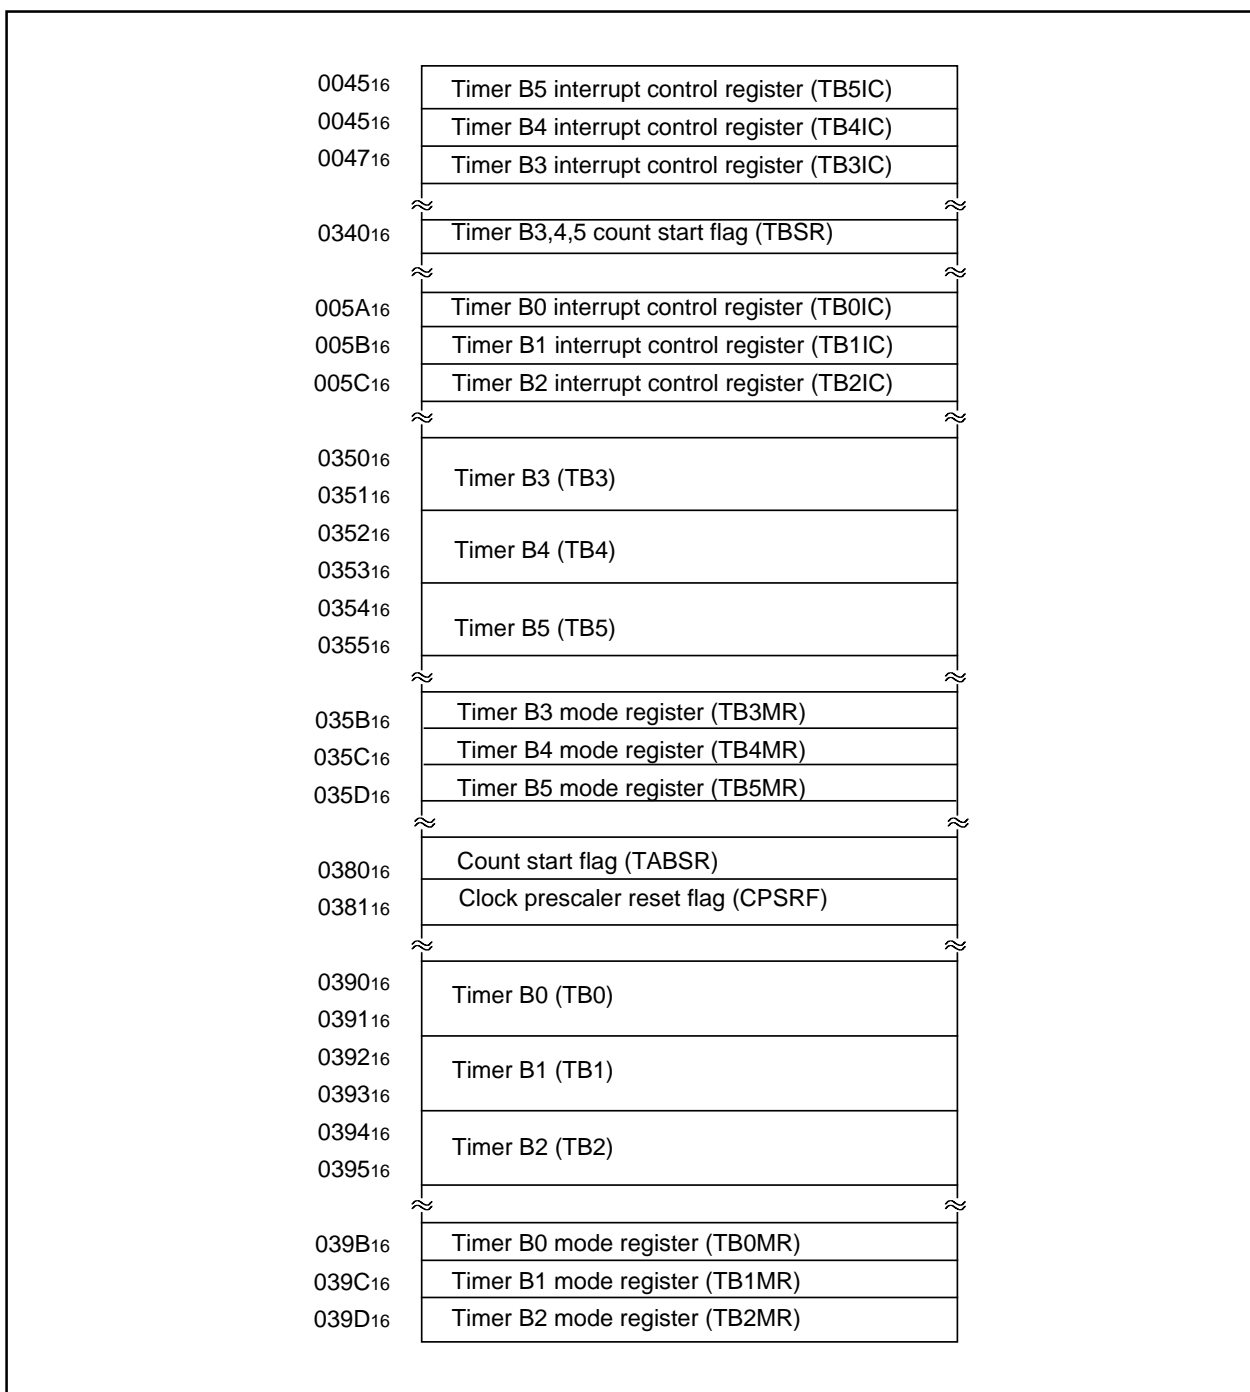 004516 Timer B5 interrupt control register (TB5IC)
004516 Timer B4 interrupt control register (TB4IC)
004716 Timer B3 interrupt control register (TB3IC)
034016 Timer B3,4,5 count start flag (TBSR)
005A16 Timer B0 interrupt control register (TB0IC)
005B16 Timer B1 interrupt control register (TB1IC)
005C16 Timer B2 interrupt control register (TB2IC)
035016
Timer B3 (TB3)
035116
035216
Timer B4 (TB4)
035316
035416
Timer B5 (TB5)
035516
035B16 Timer B3 mode register (TB3MR)
035C16 Timer B4 mode register (TB4MR)
035D16 Timer B5 mode register (TB5MR)
038016 Count start flag (TABSR)
038116 Clock prescaler reset flag (CPSRF)
039016
Timer B0 (TB0)
039116
039216
Timer B1 (TB1)
039316
039416
Timer B2 (TB2)
039516
039B16 Timer B0 mode register (TB0MR)
039C16 Timer B1 mode register (TB1MR)
039D16 Timer B2 mode register (TB2MR)